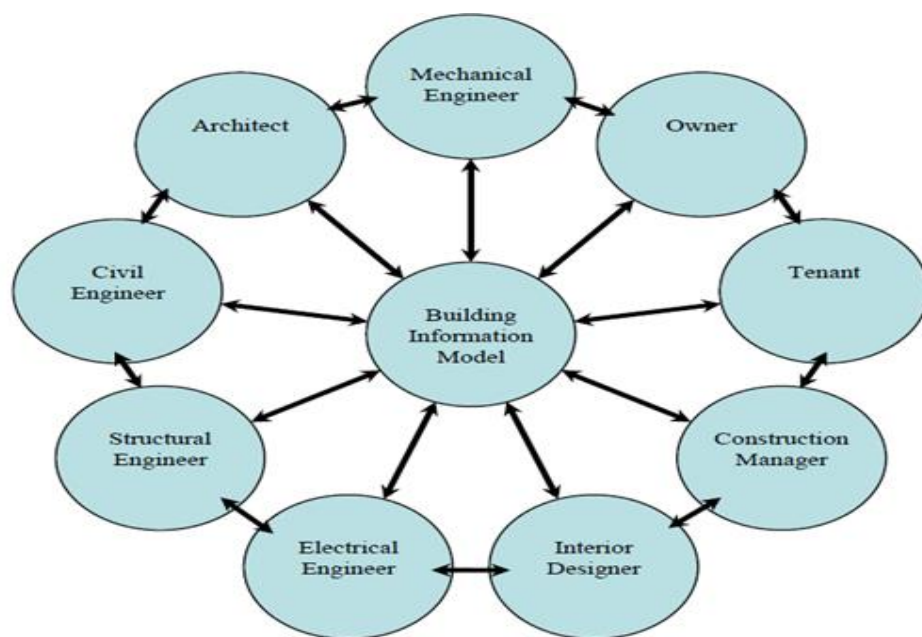 Mechanical
Engineer
Architect
Owner
Civil
Engineer
Tenant
Building
Information
Model
Structural
Engineer
Construction
Manager
Electrical
Engineer
Interior
Designer